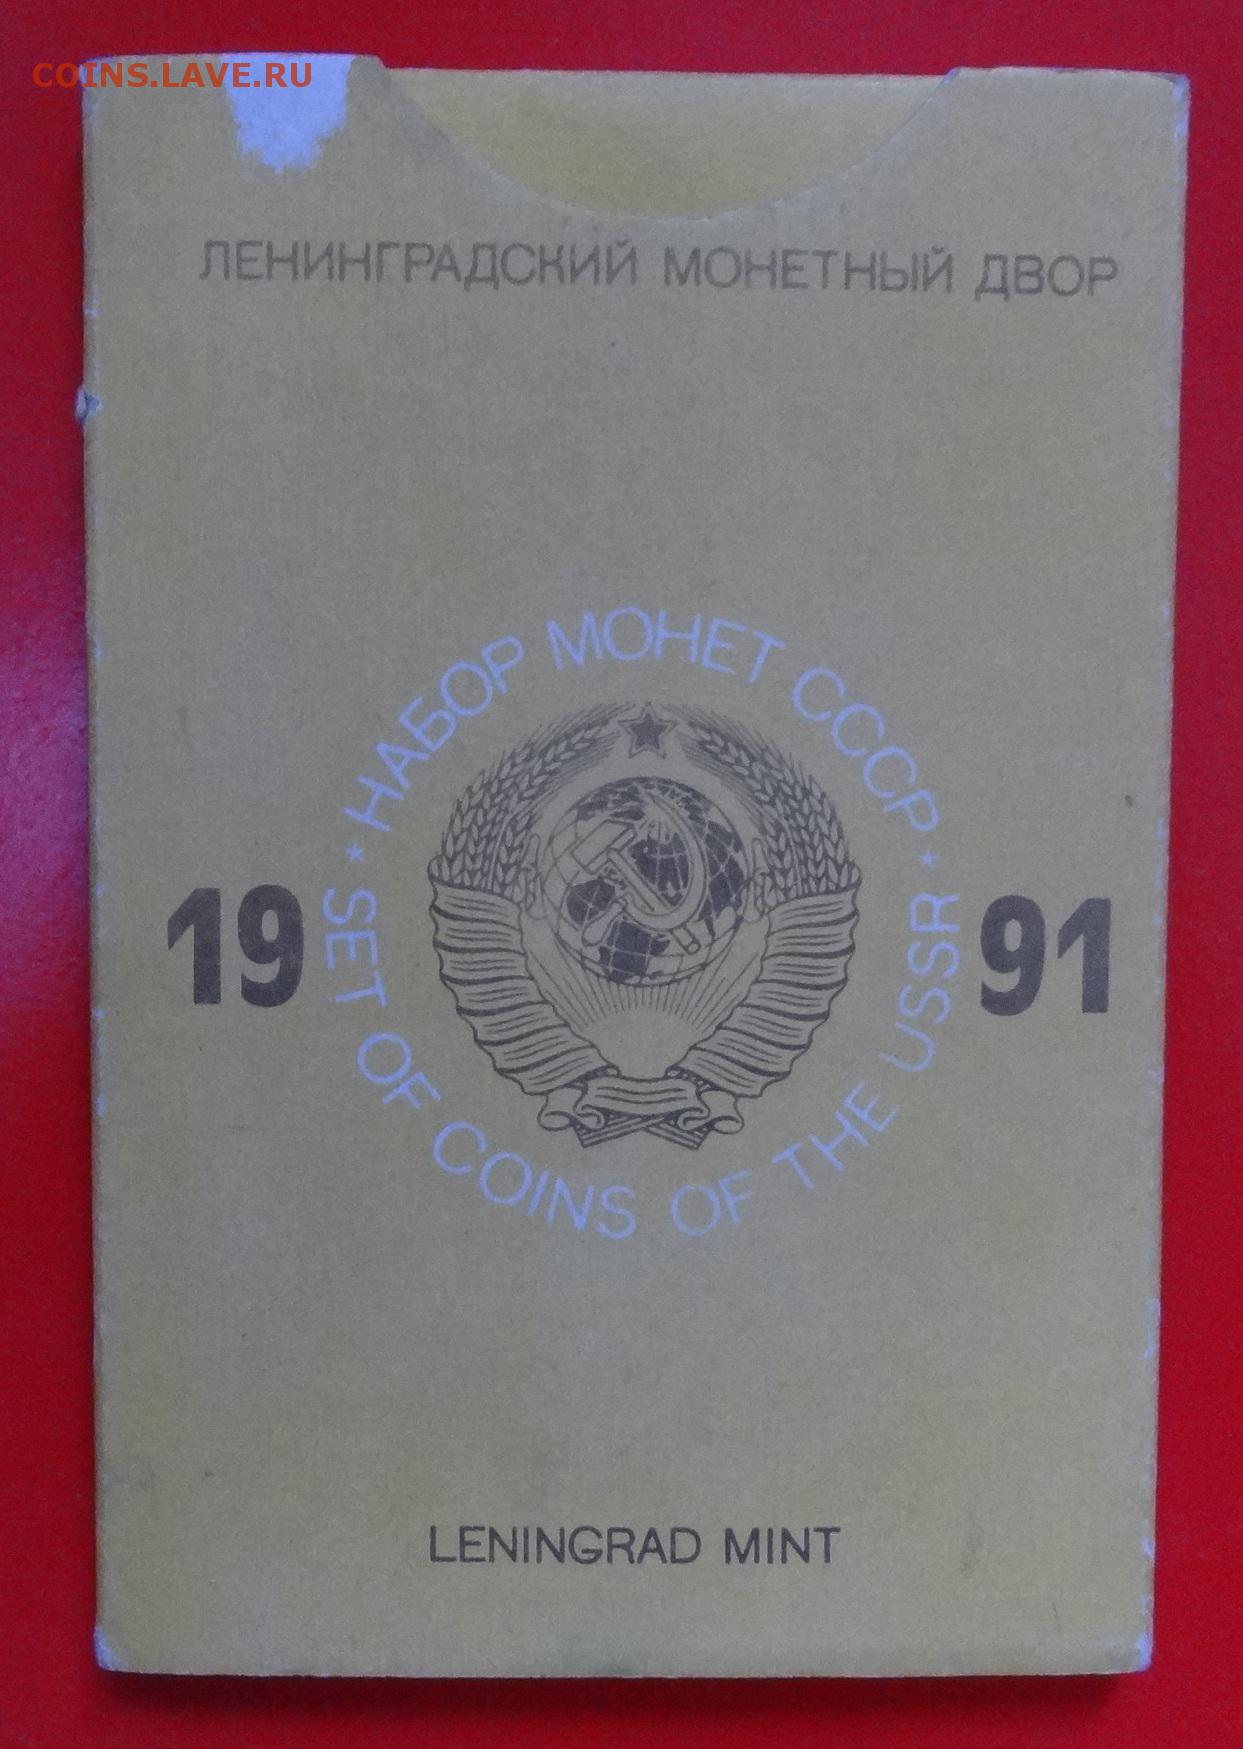 COINS.LAVE.RU
ЛЕНИНГРАДСКИЙ МОНЕТНЫЙ ДВОР
* НАБОР МОНЕТ СССР *
19 91
SET OF COINS OF THE USSR
LENINGRAD MINT